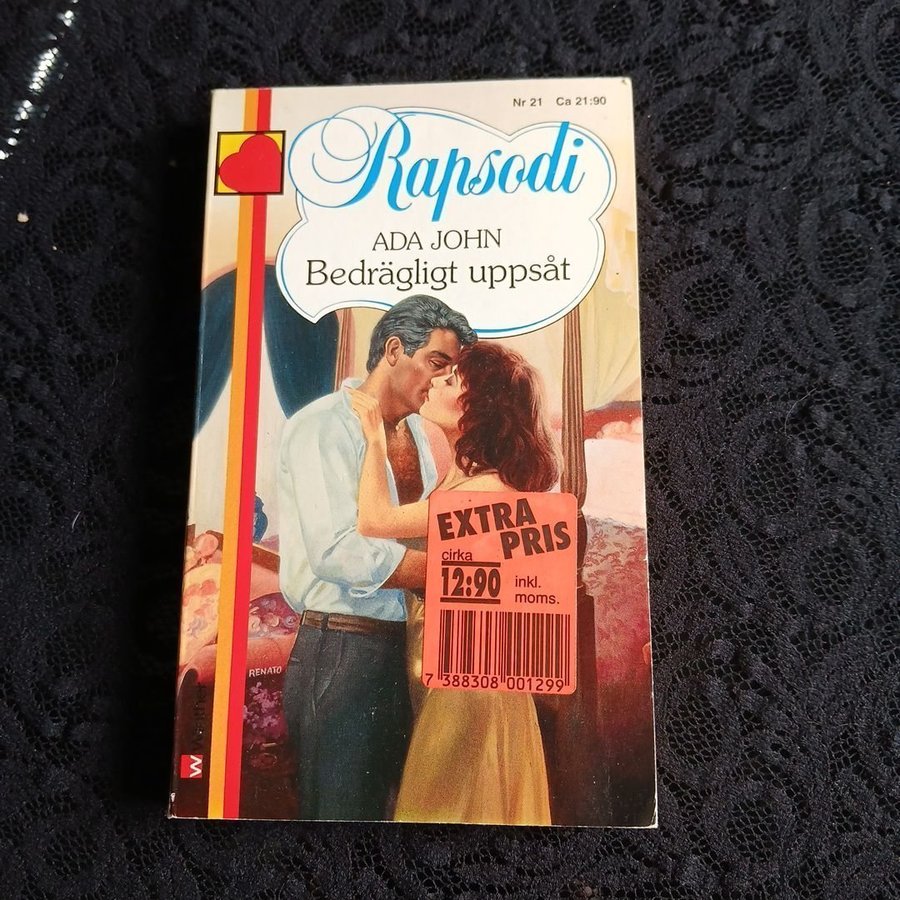 Nr 21 Ca 21:90
Rapsodi
ADA JOHN
Bedrägligt uppsåt
EXTRA
PRIS
cirka
12:90 inkl.
moms.
7 388308 001299
RENATO
W